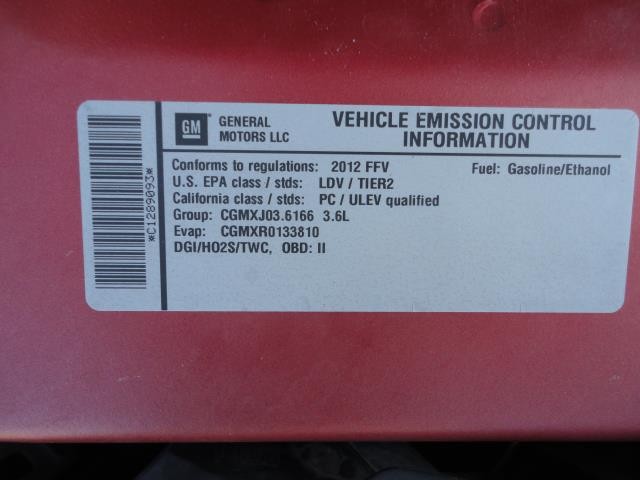 GM
GENERAL
MOTORS LLC
VEHICLE EMISSION CONTROL
INFORMATION
Conforms to regulations: 2012 FFV
Fuel: Gasoline/Ethanol
U.S. EPA class / stds: LDV / TIER2
California class / stds: PC / ULEV qualified
Group: CGMXJ03.6166 3.6L
Evap: CGMXR0133810
DGI/HO2S/TWC, OBD: II
*C1289093*